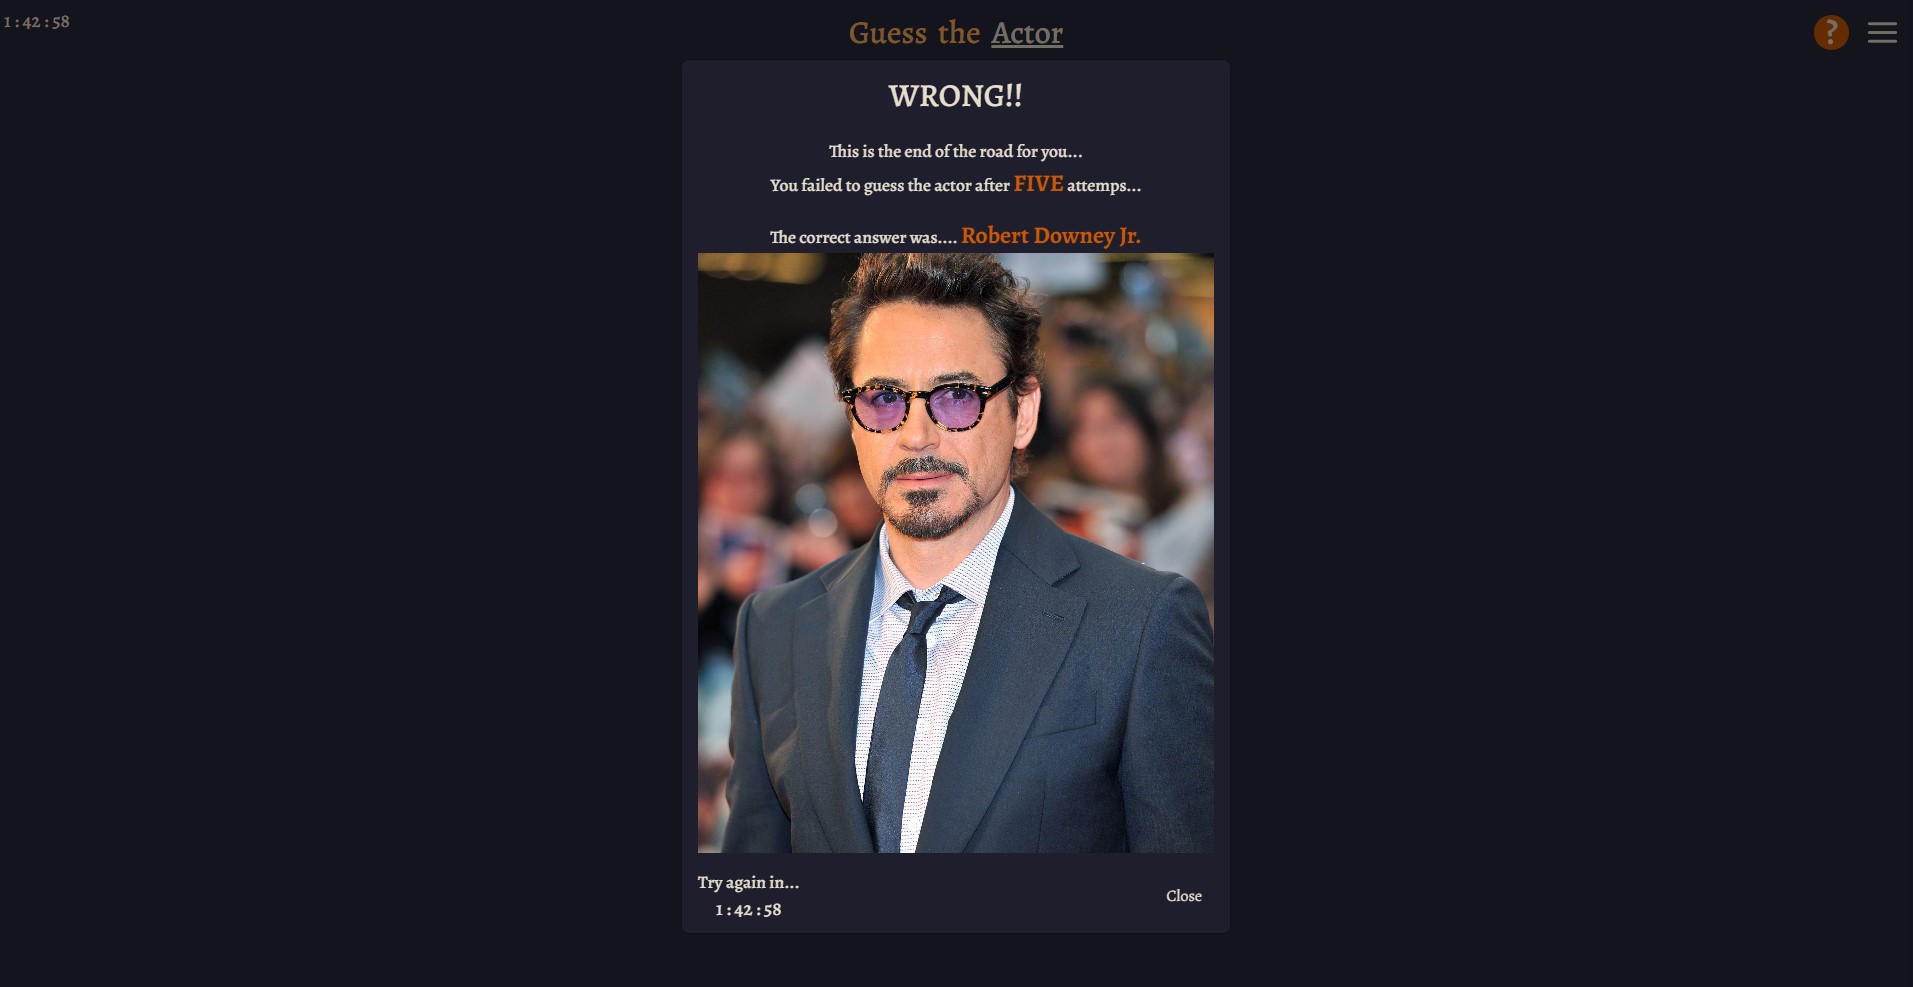 1 : 42 : 58
Guess the Actor
?
WRONG!!
This is the end of the road for you...
You failed to guess the actor after FIVE attemps...
The correct answer was.... Robert Downey Jr.
Try again in...
1 : 42 : 58
Close